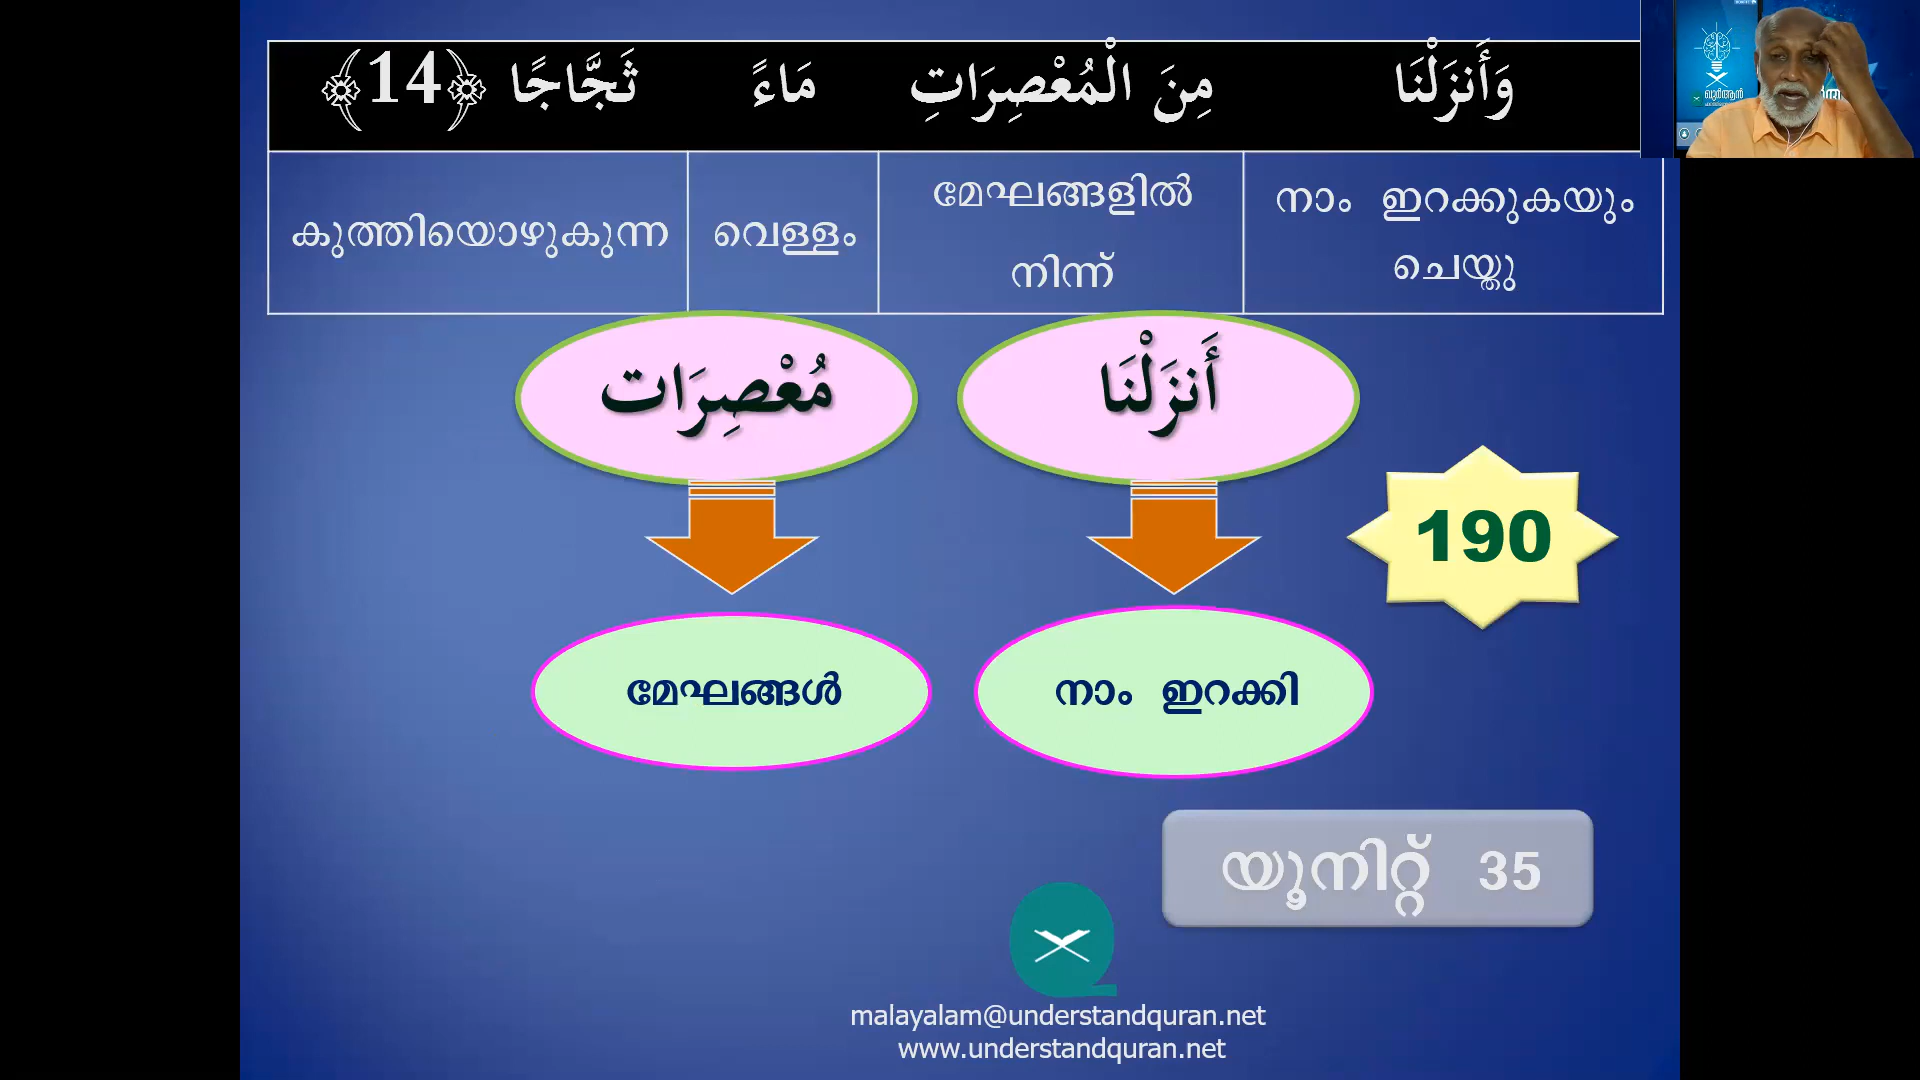 وَأَنزَلْنَا مِنَ الْمُعْصِرَاتِ مَاءً ثَجَّاجًا ﴿14﴾
നാം ഇറക്കുകയും ചെയ്തു
മേഘങ്ങളിൽ നിന്ന്
വെള്ളം
കുത്തിയൊഴുകുന്ന
أَنزَلْنَا
مُعْصِرَات
190
നാം ഇറക്കി
മേഘങ്ങൾ
യൂനിറ്റ് 35
malayalam@understandquran.net
www.understandquran.net
ഖുർആൻ